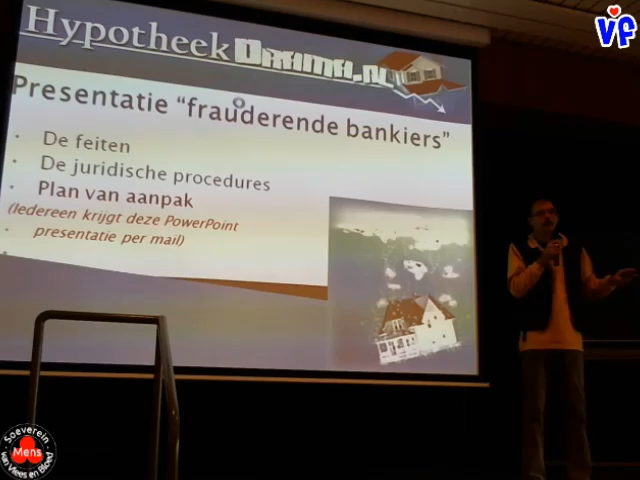 HypotheekDrama.nl
Presentatie “frauderende bankiers”
· De feiten
· De juridische procedures
· Plan van aanpak
(Iedereen krijgt deze PowerPoint
· presentatie per mail)
Vf
Soeverein
Mens
van Vlees en Bloed